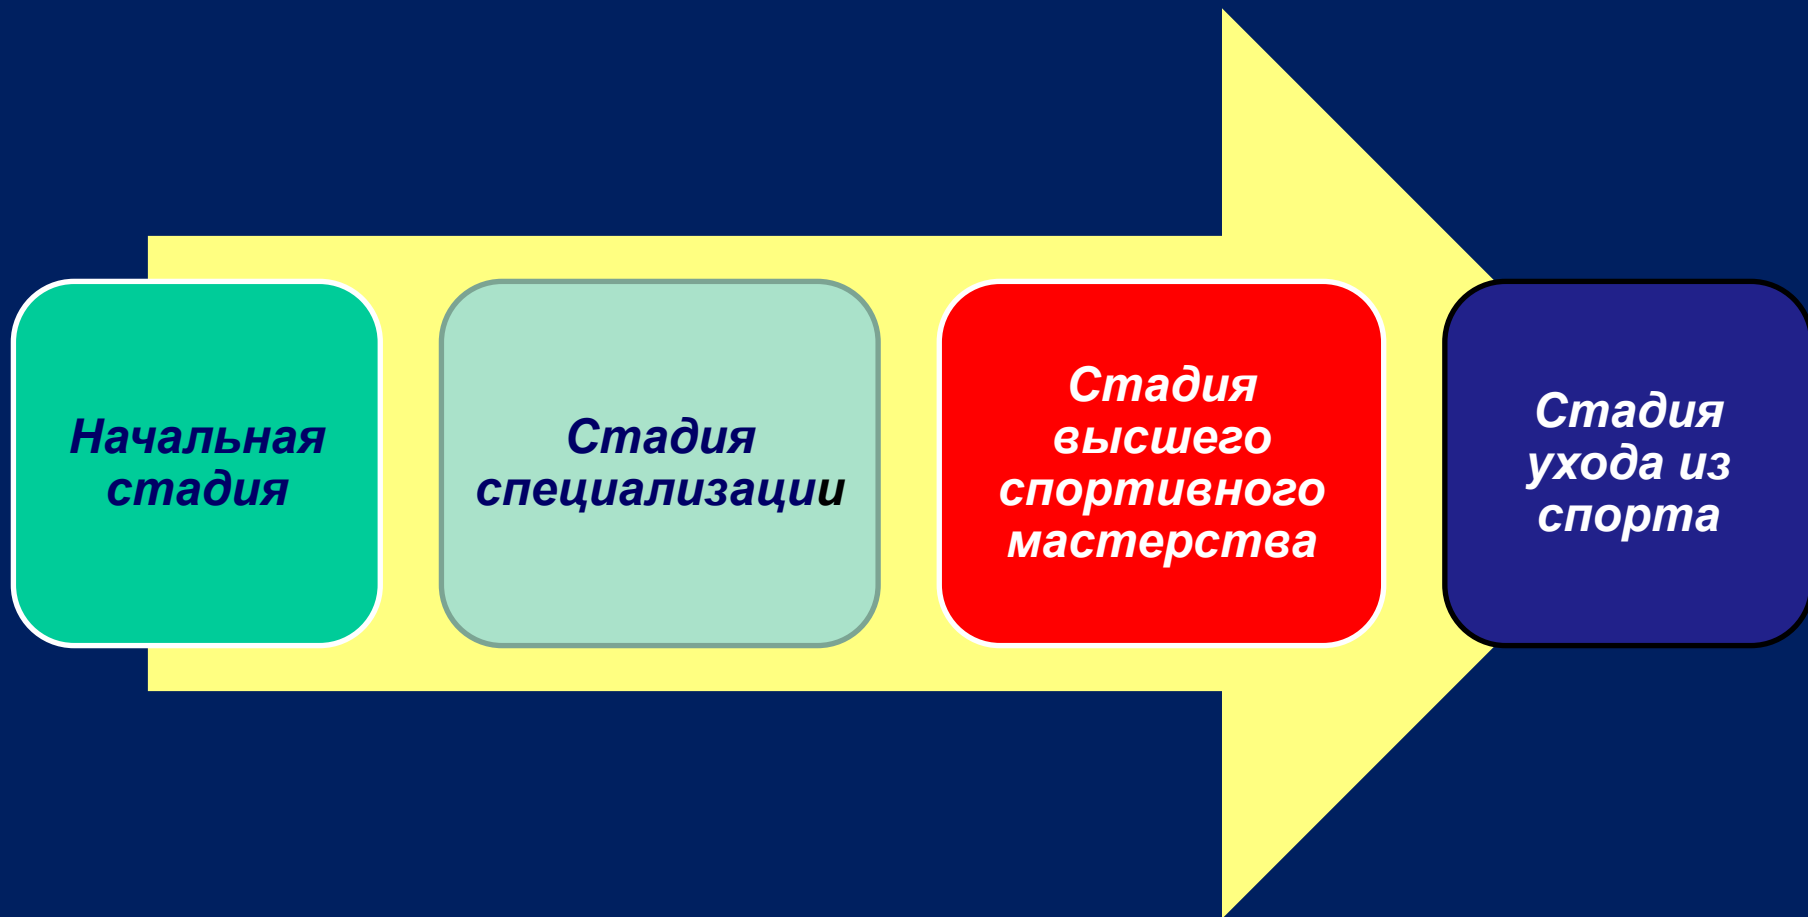 Начальная
стадия
Стадия
специализации
Стадия
высшего
спортивного
мастерства
Стадия
ухода из
спорта